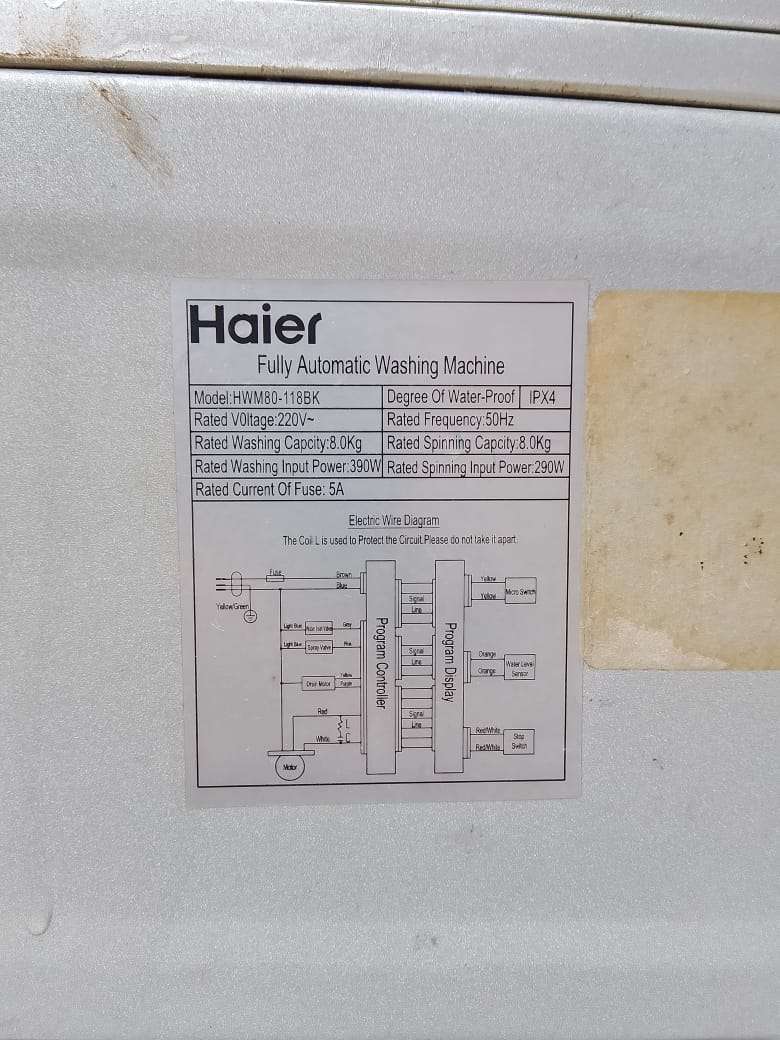 Haier
Fully Automatic Washing Machine
Model:HWM80-118BK Degree Of Water-Proof IPX4
Rated V0ltage:220V~ Rated Frequency:50Hz
Rated Washing Capcity:8.0Kg Rated Spinning Capcity:8.0Kg
Rated Washing Input Power:390W Rated Spinning Input Power:290W
Rated Current Of Fuse: 5A
Electric Wire Diagram
The Coil L is used to Protect the Circuit.Please do not take it apart.
Fuse
Brown
Blue
Yellow/Green
Light Blue Valve Grey
Light Blue Spray Valve Pink
Drain Motor Yellow
Purple
Red
L
White C
Motor
Program Controller
Signal
Line
Signal
Line
Signal
Line
Program Display
Yellow
Yellow
Micro Switch
Orange
Orange
Water Level
Sensor
Red/White
Red/White
Stop
Switch